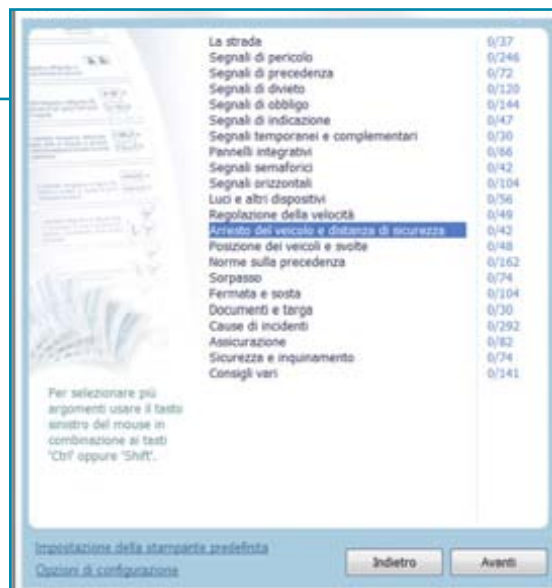 La strada 0/37
Segnali di pericolo 0/246
Segnali di precedenza 0/72
Segnali di divieto 0/120
Segnali di obbligo 0/144
Segnali di indicazione 0/47
Segnali temporanei e complementari 0/30
Pannelli integrativi 0/66
Segnali semaforici 0/42
Segnali orizzontali 0/104
Luci e altri dispositivi 0/56
Regolazione della velocità 0/49
Arresto del veicolo e distanza di sicurezza 0/42
Posizione dei veicoli e svolte 0/48
Norme sulla precedenza 0/162
Sorpasso 0/74
Fermata e sosta 0/104
Documenti e targa 0/30
Cause di incidenti 0/292
Assicurazione 0/82
Sicurezza e inquinamento 0/74
Consigli vari 0/141
Per selezionare più
argomenti usare il tasto
sinistro del mouse in
combinazione ai tasti
'Ctrl' oppure 'Shift'.
Impostazione della stampante predefinita
Opzioni di configurazione
Indietro Avanti